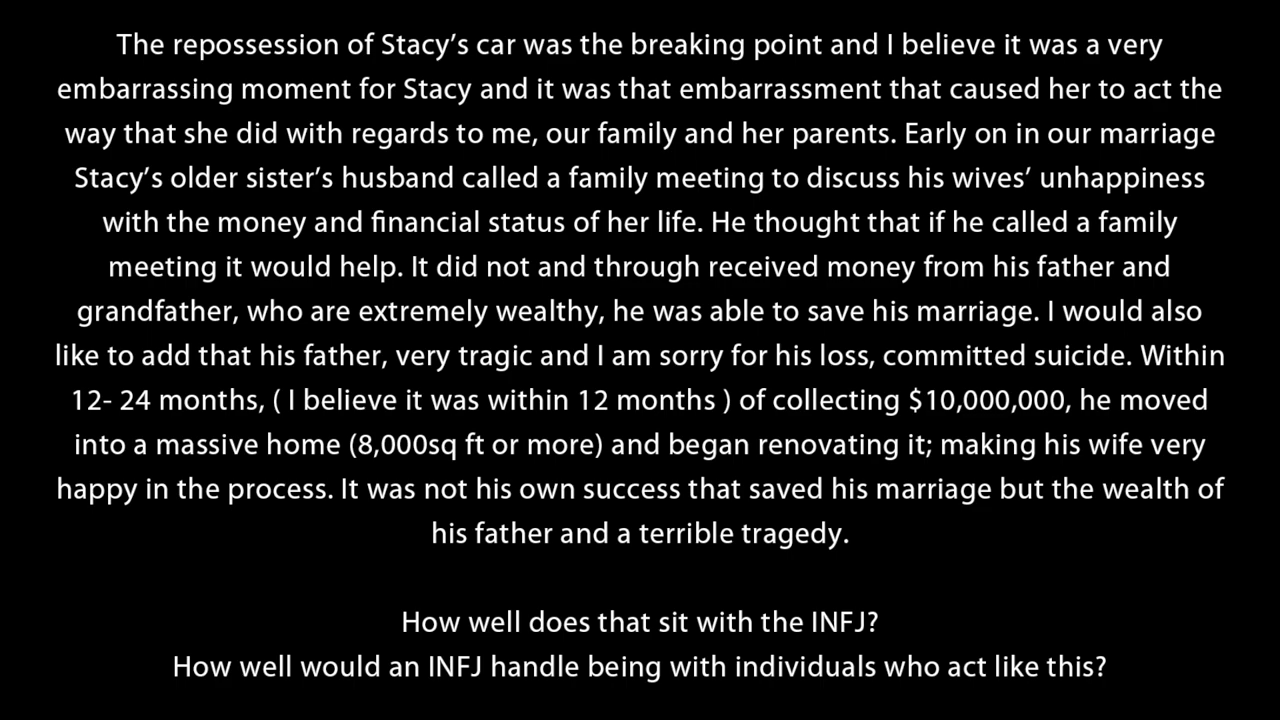 The repossession of Stacy’s car was the breaking point and I believe it was a very
embarrassing moment for Stacy and it was that embarrassment that caused her to act the
way that she did with regards to me, our family and her parents. Early on in our marriage
Stacy’s older sister’s husband called a family meeting to discuss his wives’ unhappiness
with the money and financial status of her life. He thought that if he called a family
meeting it would help. It did not and through received money from his father and
grandfather, who are extremely wealthy, he was able to save his marriage. I would also
like to add that his father, very tragic and I am sorry for his loss, committed suicide. Within
12- 24 months, ( I believe it was within 12 months ) of collecting $10,000,000, he moved
into a massive home (8,000sq ft or more) and began renovating it; making his wife very
happy in the process. It was not his own success that saved his marriage but the wealth of
his father and a terrible tragedy.
How well does that sit with the INFJ?
How well would an INFJ handle being with individuals who act like this?